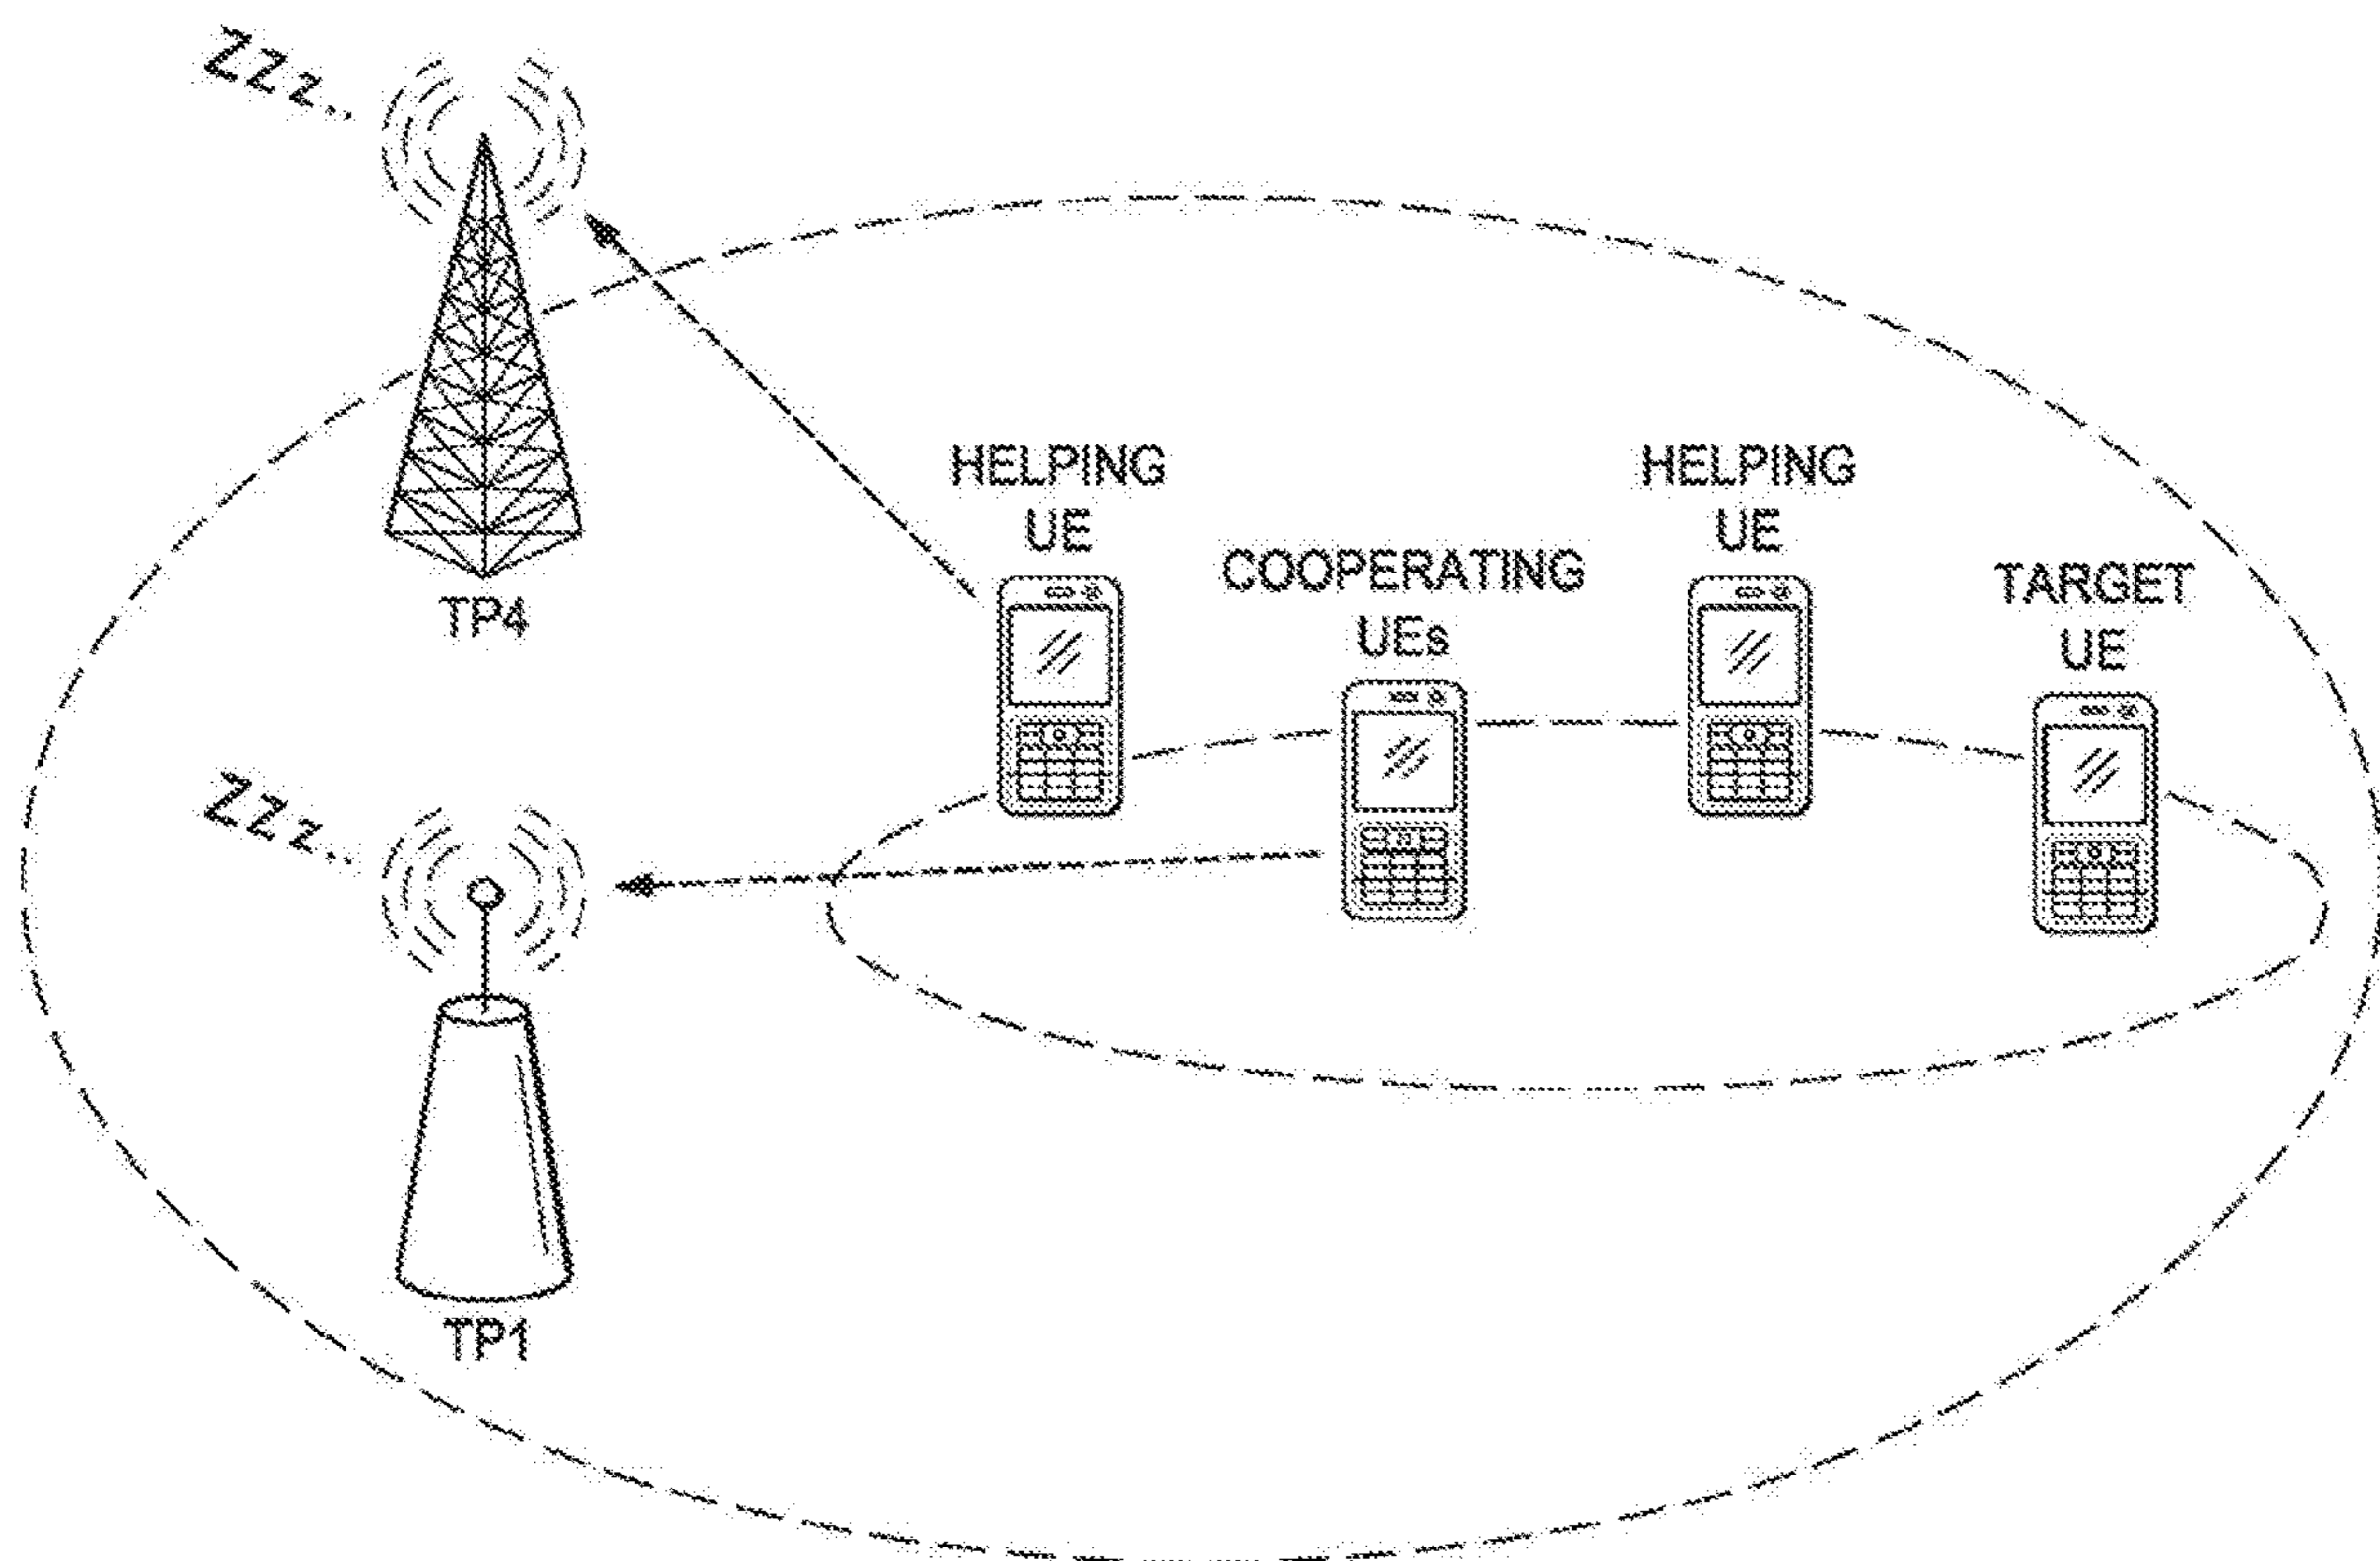 ZZz..
HELPING
UE
HELPING
UE
COOPERATING
UEs
TARGET
UE
TP4
ZZz..
TP1